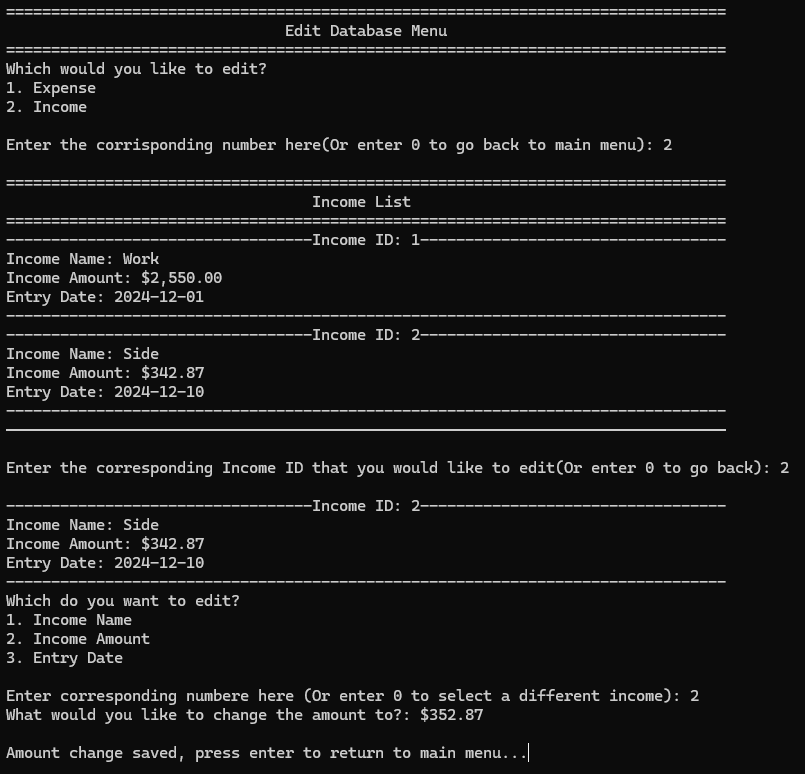 ================================================================================
Edit Database Menu
================================================================================
Which would you like to edit?
1. Expense
2. Income
Enter the corrisponding number here(Or enter 0 to go back to main menu): 2
================================================================================
Income List
================================================================================
----------------------------------Income ID: 1----------------------------------
Income Name: Work
Income Amount: $2,550.00
Entry Date: 2024-12-01
--------------------------------------------------------------------------------
----------------------------------Income ID: 2----------------------------------
Income Name: Side
Income Amount: $342.87
Entry Date: 2024-12-10
--------------------------------------------------------------------------------
________________________________________________________________________________
Enter the corresponding Income ID that you would like to edit(Or enter 0 to go back): 2
----------------------------------Income ID: 2----------------------------------
Income Name: Side
Income Amount: $342.87
Entry Date: 2024-12-10
--------------------------------------------------------------------------------
Which do you want to edit?
1. Income Name
2. Income Amount
3. Entry Date
Enter corresponding numbere here (Or enter 0 to select a different income): 2
What would you like to change the amount to?: $352.87
Amount change saved, press enter to return to main menu...